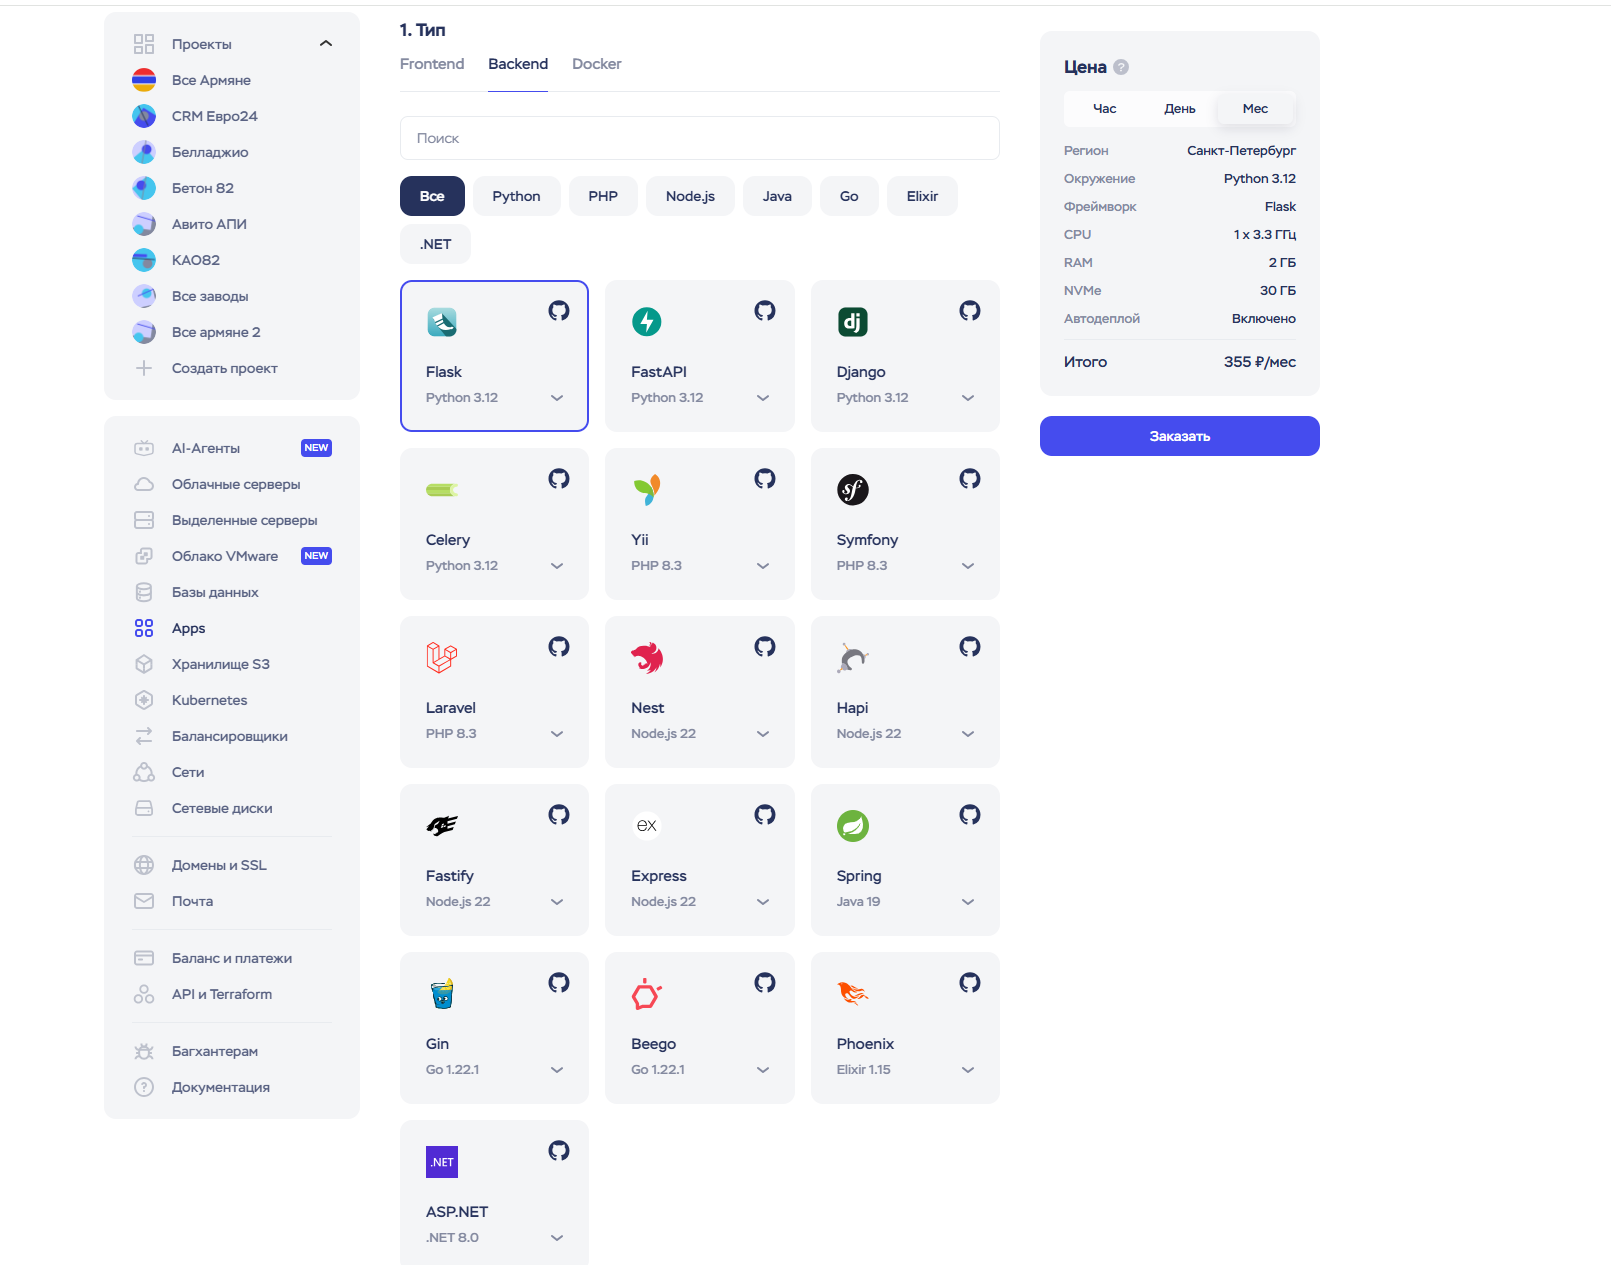 Проекты
Все Армяне
CRM Евро24
Белладжио
Бетон 82
Авито АПИ
КАО82
Все заводы
Все армяне 2
Создать проект
AI-Агенты NEW
Облачные серверы
Выделенные серверы
Облако VMware NEW
Базы данных
Apps
Хранилище S3
Kubernetes
Балансировщики
Сети
Сетевые диски
Домены и SSL
Почта
Баланс и платежи
API и Terraform
Багхантерам
Документация
1. Тип
Frontend Backend Docker
Поиск
Все Python PHP Node.js Java Go Elixir
.NET
dj
Flask FastAPI Django
Python 3.12 Python 3.12 Python 3.12
sf
Celery Yii Symfony
Python 3.12 PHP 8.3 PHP 8.3
Laravel Nest Hapi
PHP 8.3 Node.js 22 Node.js 22
ex
Fastify Express Spring
Node.js 22 Node.js 22 Java 19
Gin Beego Phoenix
Go 1.22.1 Go 1.22.1 Elixir 1.15
.NET
ASP.NET
.NET 8.0
Цена ?
Час День Мес
Регион Санкт-Петербург
Окружение Python 3.12
Фреймворк Flask
CPU 1 x 3.3 ГГц
RAM 2 ГБ
NVMe 30 ГБ
Автодеплой Включено
Итого 355 ₽/мес
Заказать